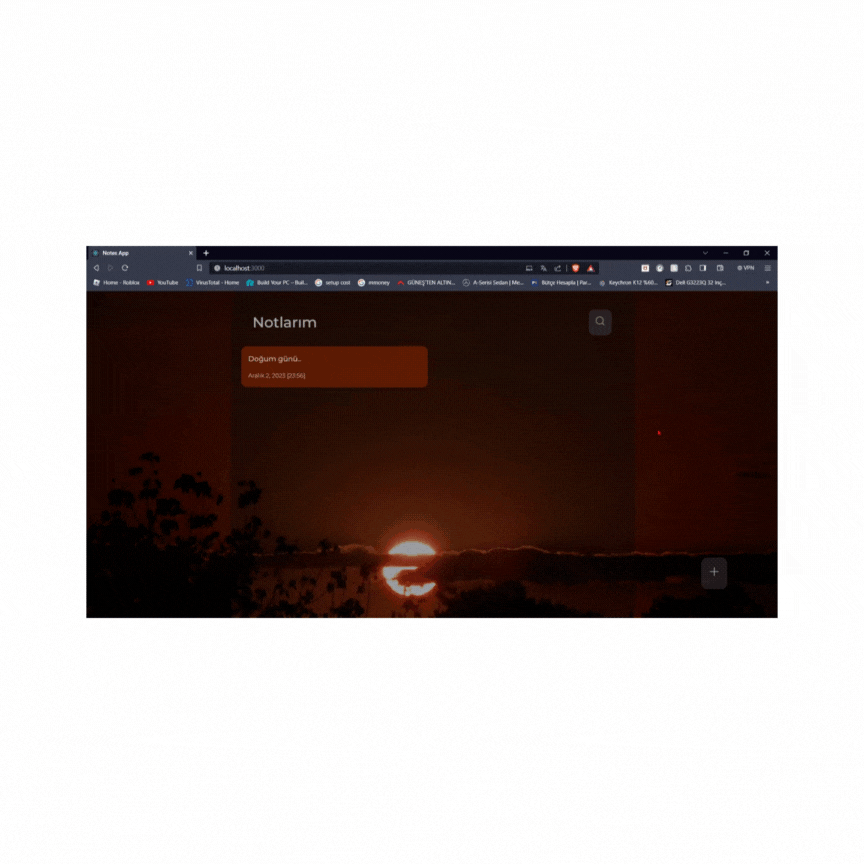 Notes App
localhost:3000
VPN
Home - Roblox
YouTube
VirusTotal - Home
Build Your PC - Buil...
setup cost
mmoney
GÜNEŞ'TEN ALTIN...
A-Serisi Sedan | Me...
Bütçe Hesapla | Par...
Keychron K12 %60...
Dell G3223Q 32 Inç...
Notlarım
Doğum günü..
Aralık 2, 2023 [23:56]